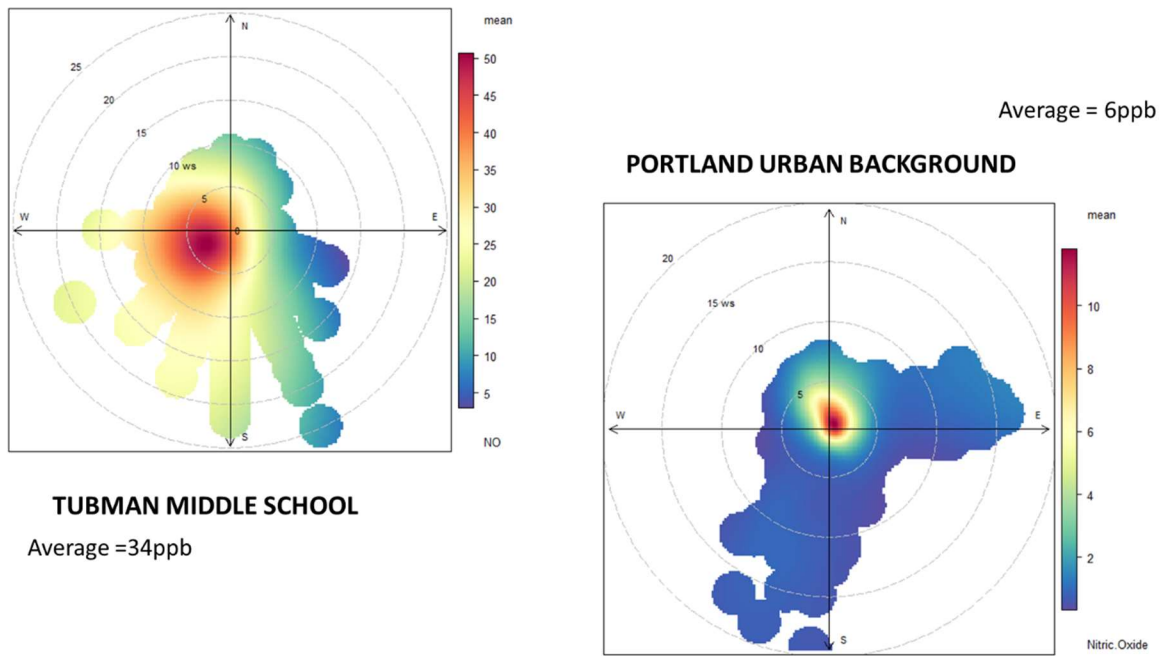 mean
N
25
20
15
10 ws
5
W
0
E
S
50
45
40
35
30
25
20
15
10
5
NO
TUBMAN MIDDLE SCHOOL
Average =34ppb
Average = 6ppb
PORTLAND URBAN BACKGROUND
mean
N
20
15 ws
10
5
W
E
S
10
8
6
4
2
Nitric.Oxide